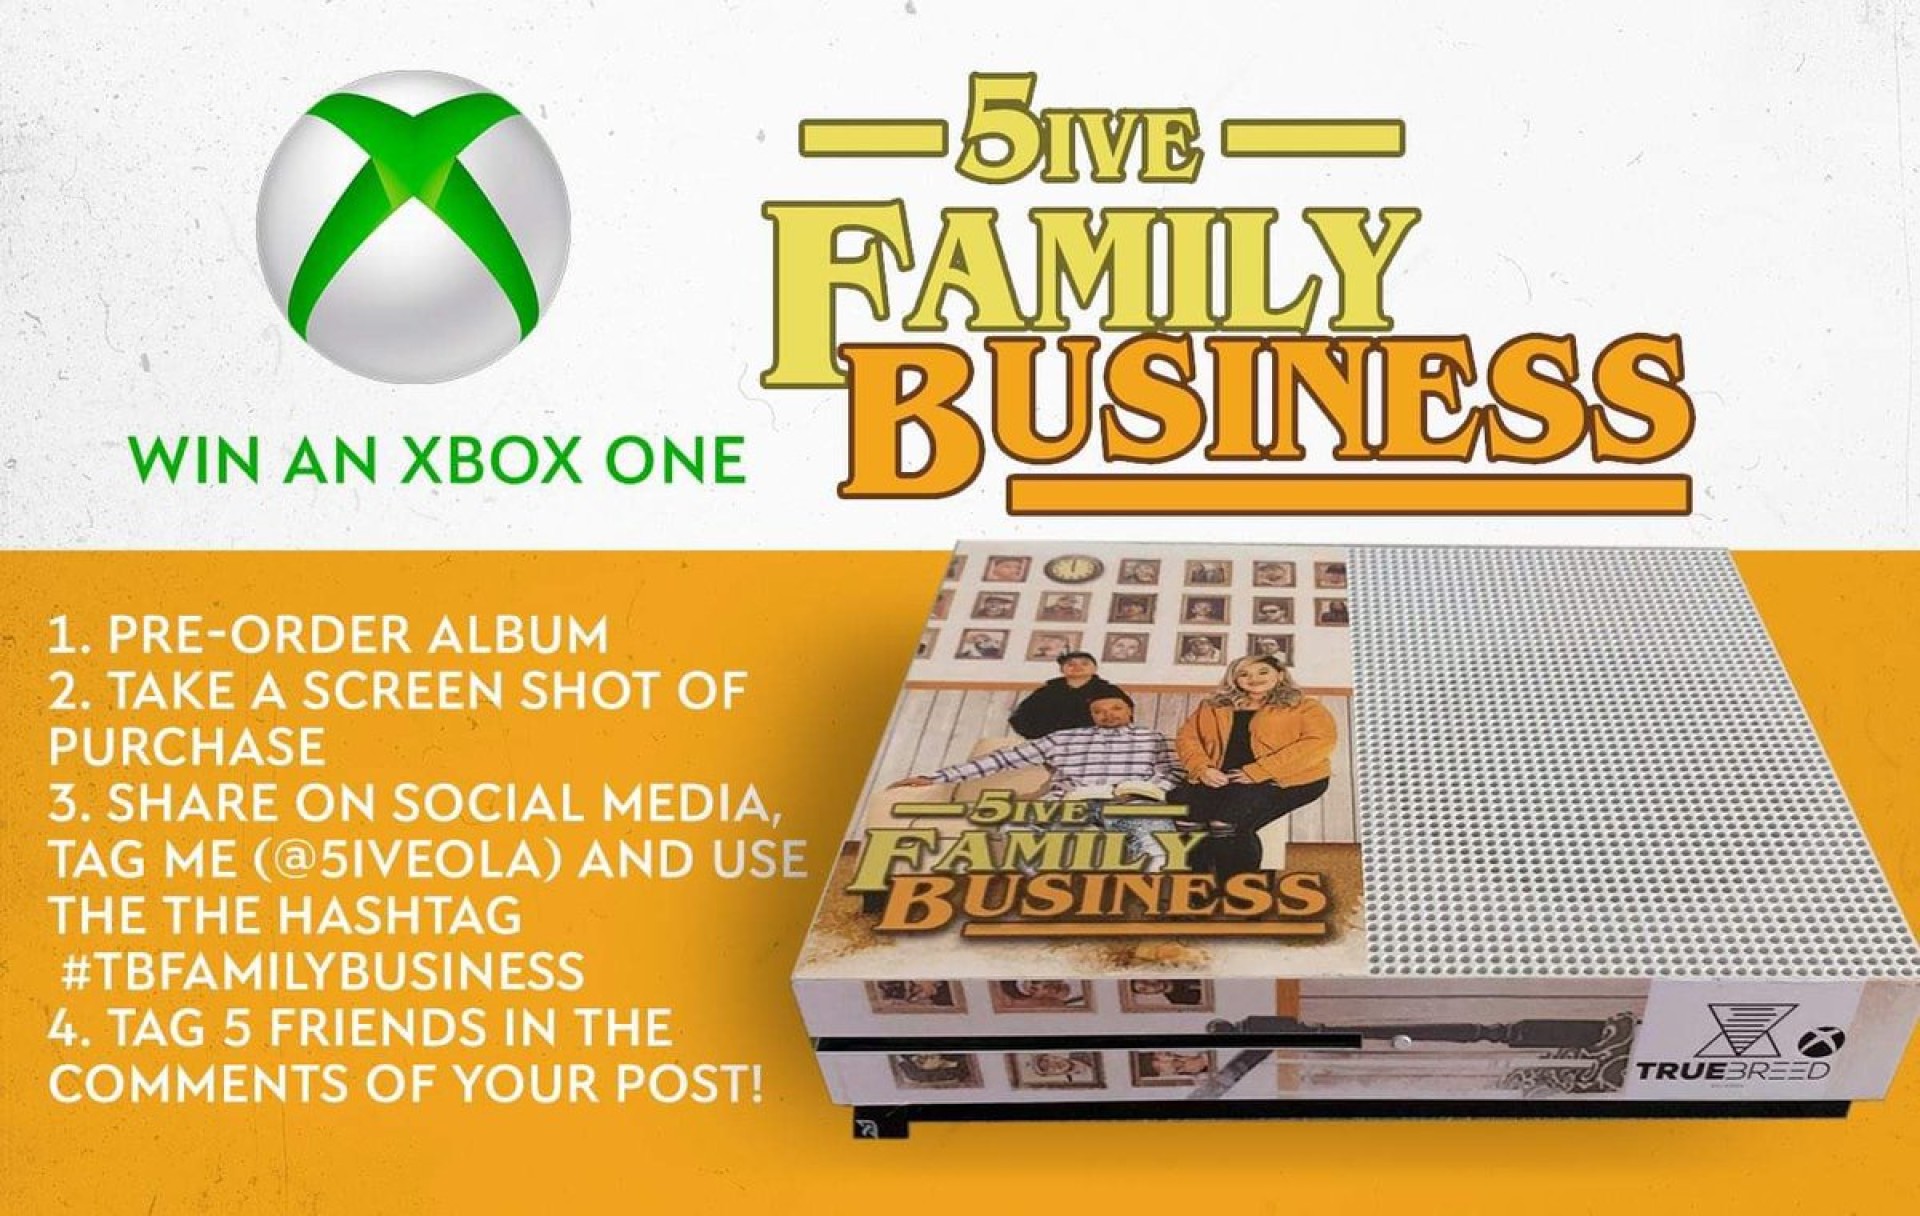 5IVE
FAMILY
BUSINESS
WIN AN XBOX ONE
1. PRE-ORDER ALBUM
2. TAKE A SCREEN SHOT OF
PURCHASE
3. SHARE ON SOCIAL MEDIA,
TAG ME (@5IVEOLA) AND USE
THE THE HASHTAG
#TBFAMILYBUSINESS
4. TAG 5 FRIENDS IN THE
COMMENTS OF YOUR POST!
5IVE
FAMILY
BUSINESS
TRUEBREED